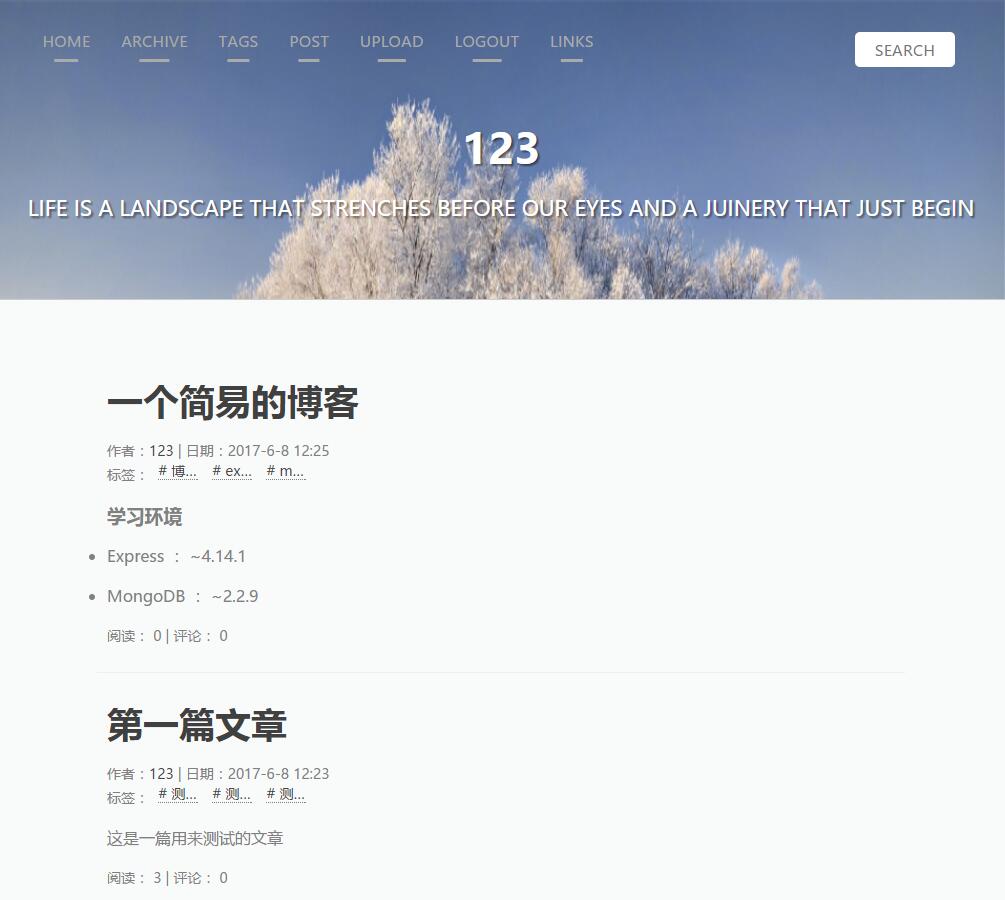 HOME ARCHIVE TAGS POST UPLOAD LOGOUT LINKS SEARCH
123
LIFE IS A LANDSCAPE THAT STRENCHES BEFORE OUR EYES AND A JUINERY THAT JUST BEGIN
一个简易的博客
作者：123 | 日期：2017-6-8 12:25
标签： # 博... # ex... # m...
学习环境
Express ： ~4.14.1
MongoDB ： ~2.2.9
阅读： 0 | 评论： 0
第一篇文章
作者：123 | 日期：2017-6-8 12:23
标签： # 测... # 测... # 测...
这是一篇用来测试的文章
阅读： 3 | 评论： 0